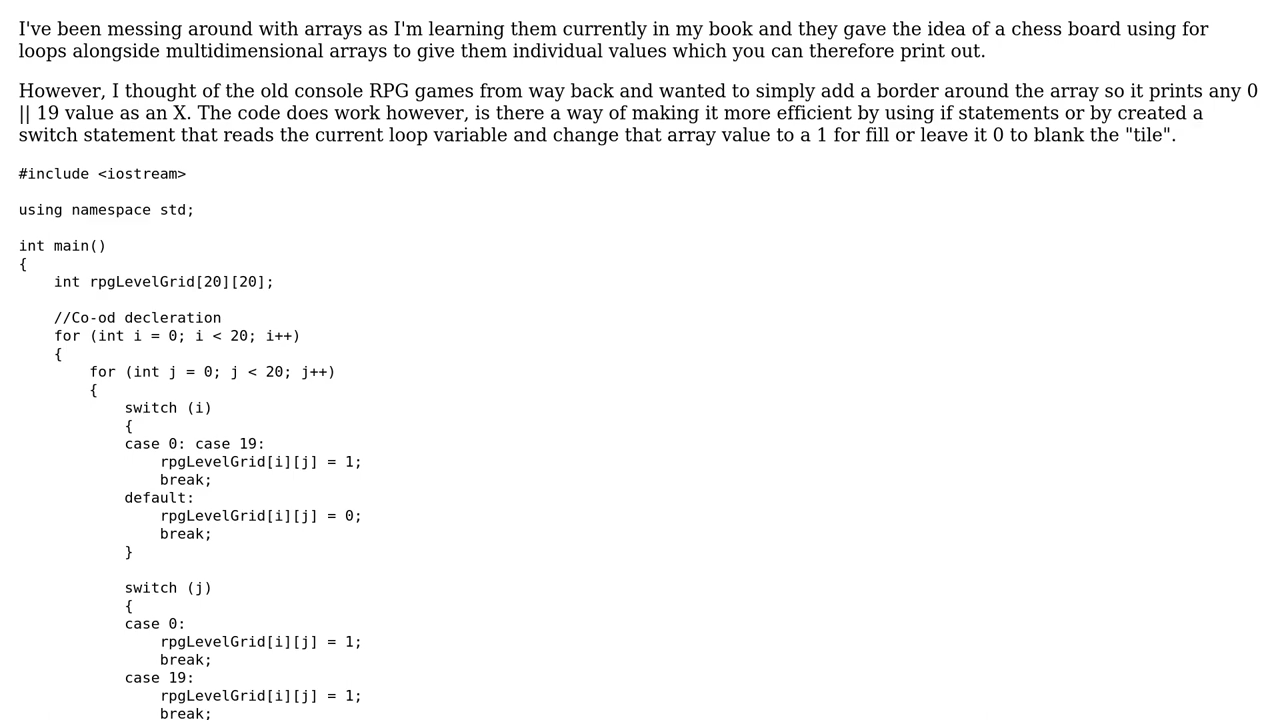 I've been messing around with arrays as I'm learning them currently in my book and they gave the idea of a chess board using for
loops alongside multidimensional arrays to give them individual values which you can therefore print out.
However, I thought of the old console RPG games from way back and wanted to simply add a border around the array so it prints any 0
|| 19 value as an X. The code does work however, is there a way of making it more efficient by using if statements or by created a
switch statement that reads the current loop variable and change that array value to a 1 for fill or leave it 0 to blank the "tile".
#include <iostream>
using namespace std;
int main()
{
    int rpgLevelGrid[20][20];
    //Co-od decleration
    for (int i = 0; i < 20; i++)
    {
        for (int j = 0; j < 20; j++)
        {
            switch (i)
            {
            case 0: case 19:
                rpgLevelGrid[i][j] = 1;
                break;
            default:
                rpgLevelGrid[i][j] = 0;
                break;
            }
            switch (j)
            {
            case 0:
                rpgLevelGrid[i][j] = 1;
                break;
            case 19:
                rpgLevelGrid[i][j] = 1;
                break;